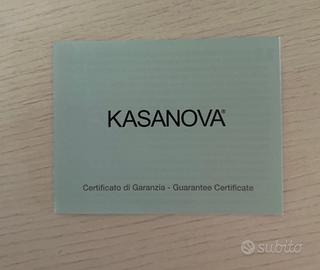 KASANOVA®
Certificato di Garanzia - Guarantee Certificate
subito